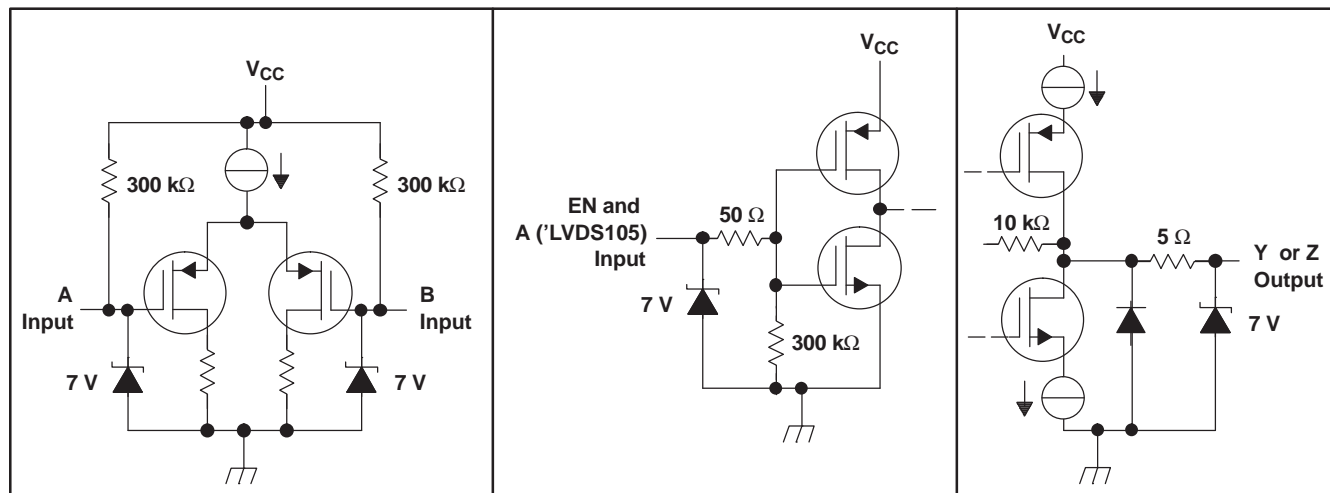 VCC
300 kΩ
300 kΩ
A
Input
B
Input
7 V
7 V
VCC
EN and
A ('LVDS105)
Input
50 Ω
7 V
300 kΩ
VCC
10 kΩ
5 Ω
Y or Z
Output
7 V